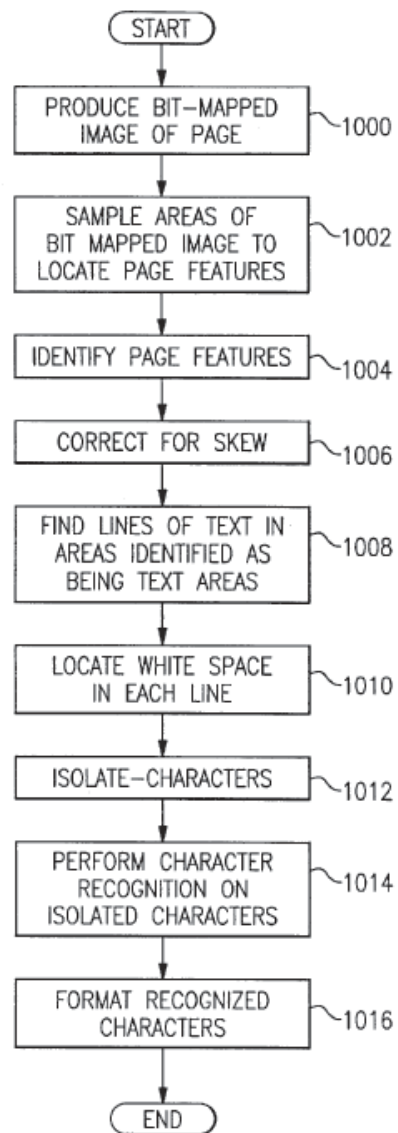 START
PRODUCE BIT-MAPPED
IMAGE OF PAGE
1000
SAMPLE AREAS OF
BIT MAPPED IMAGE TO
LOCATE PAGE FEATURES
1002
IDENTIFY PAGE FEATURES
1004
CORRECT FOR SKEW
1006
FIND LINES OF TEXT IN
AREAS IDENTIFIED AS
BEING TEXT AREAS
1008
LOCATE WHITE SPACE
IN EACH LINE
1010
ISOLATE-CHARACTERS
1012
PERFORM CHARACTER
RECOGNITION ON
ISOLATED CHARACTERS
1014
FORMAT RECOGNIZED
CHARACTERS
1016
END